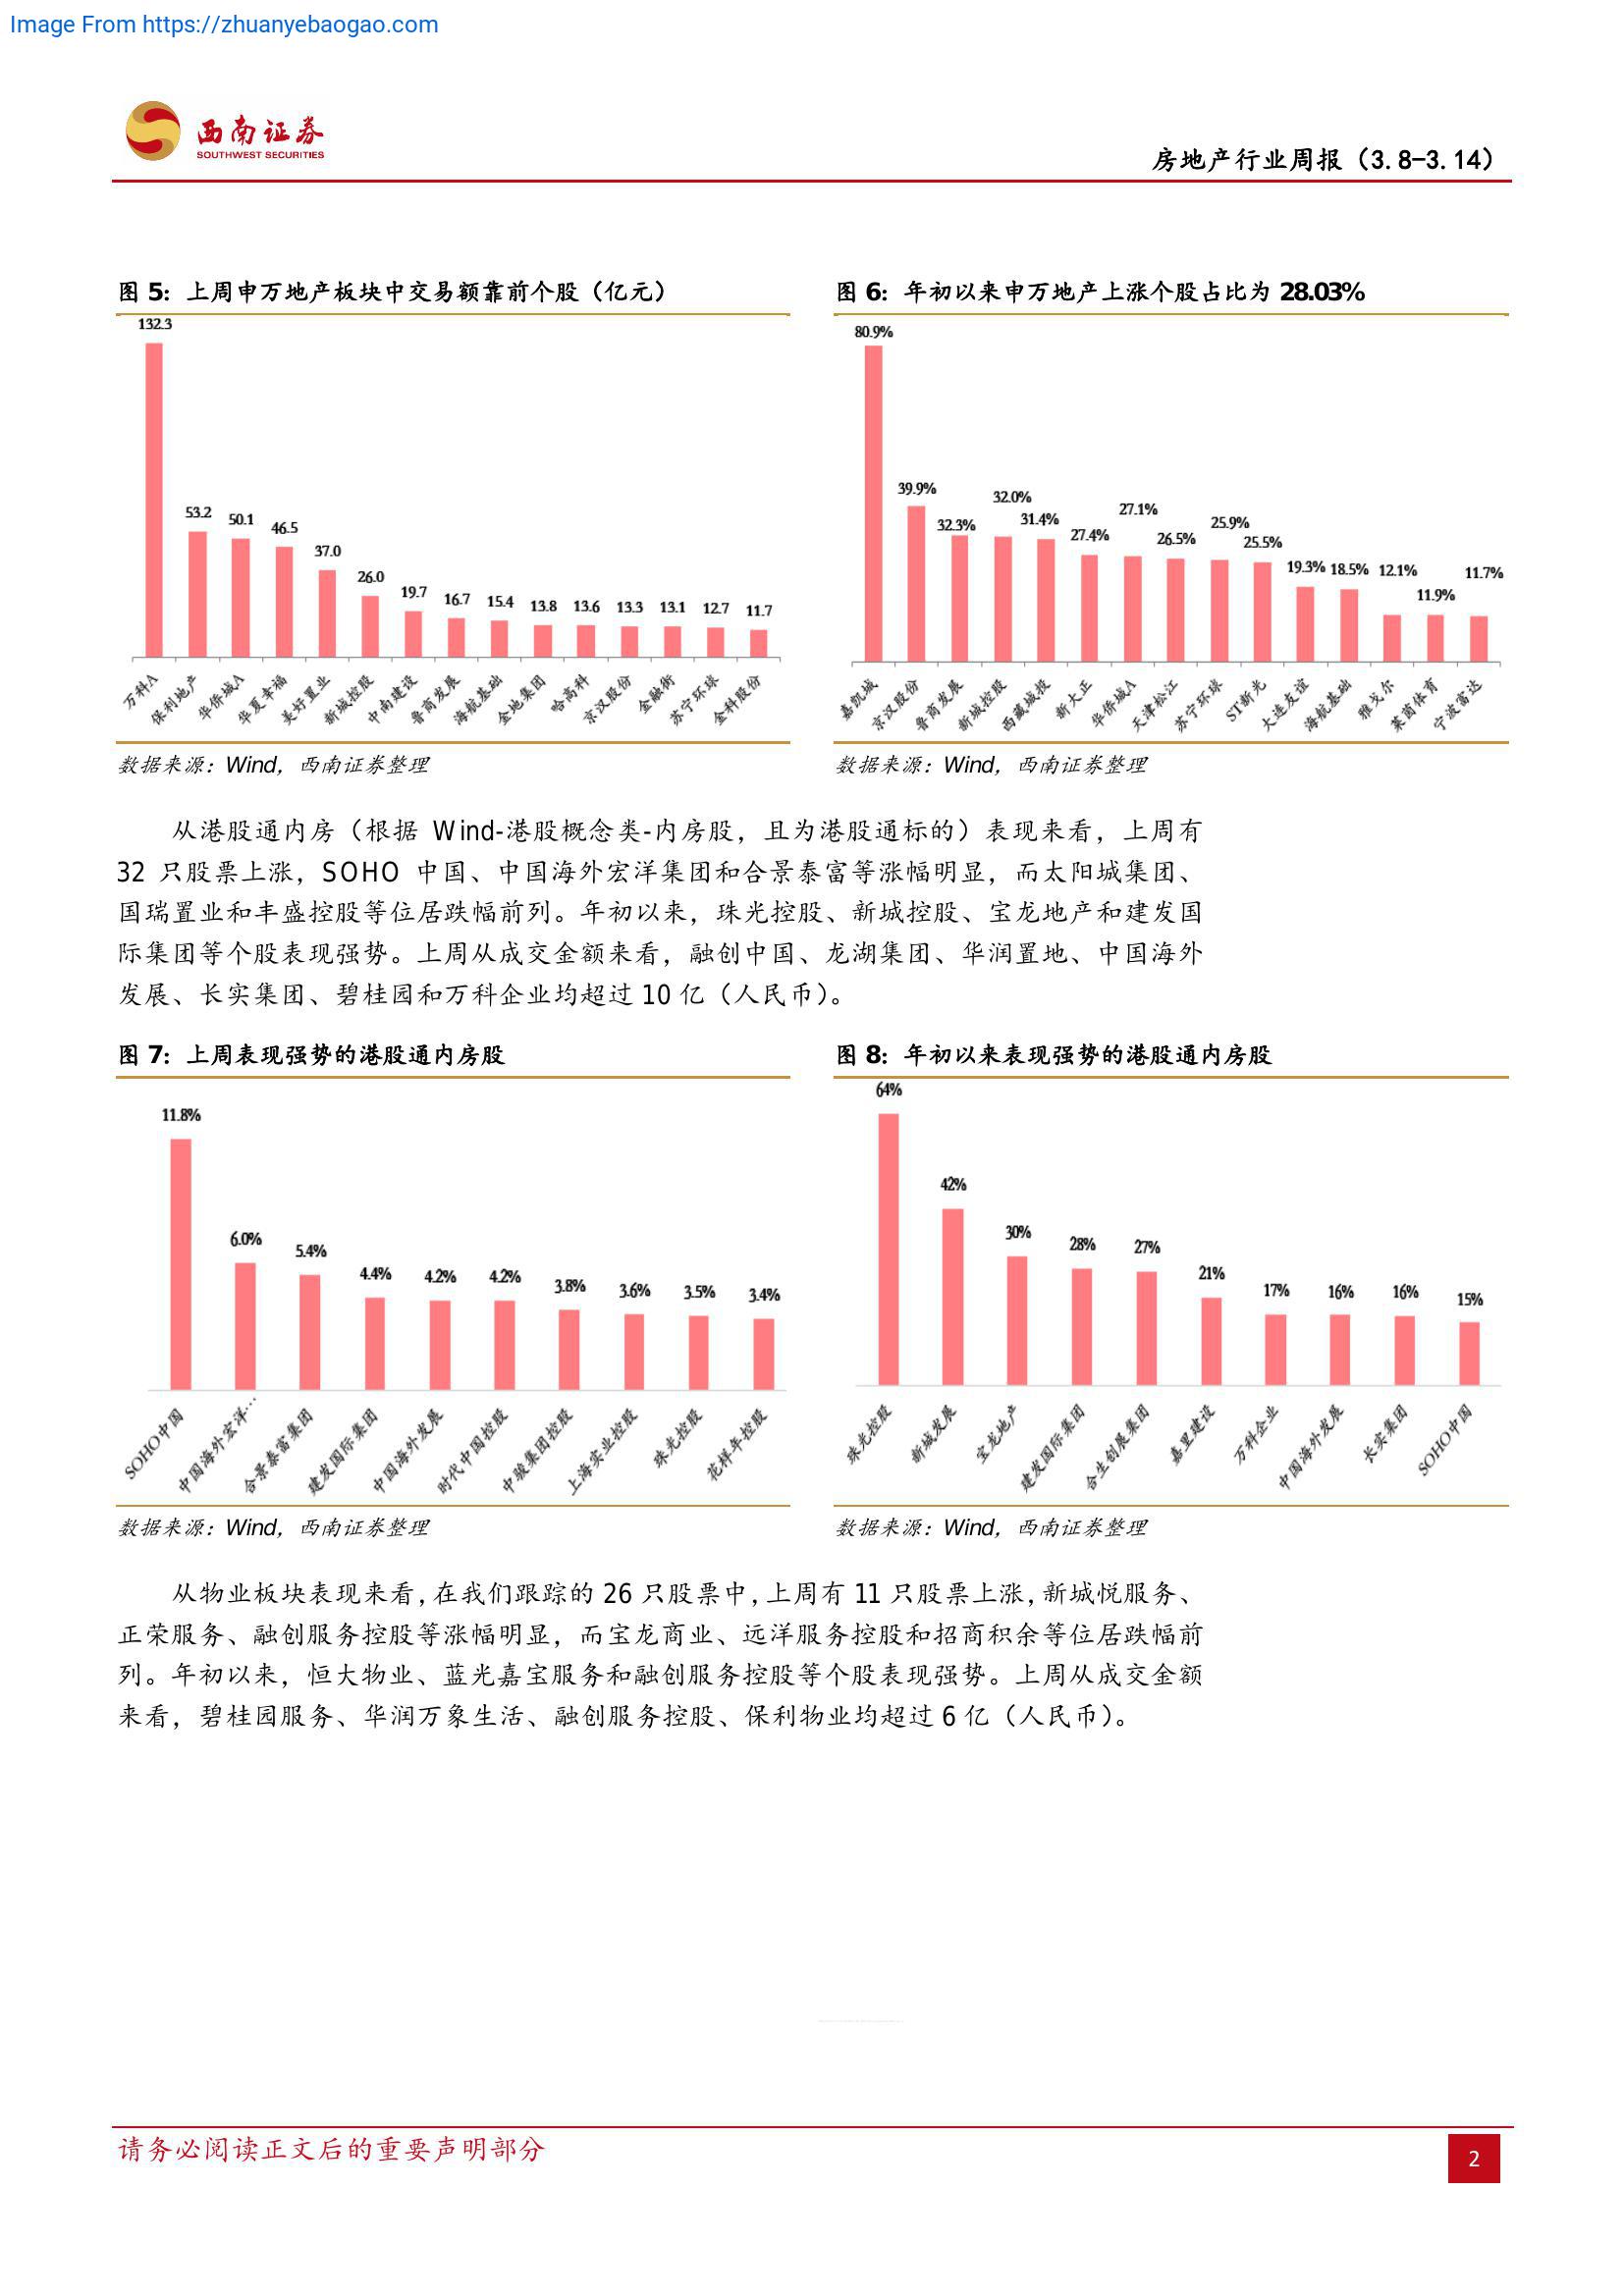 Image From https://zhuanyebaogao.com
西南证券
SOUTHWEST SECURITIES
房地产行业周报（3.8-3.14）
图 5：上周申万地产板块中交易额靠前个股（亿元）
132.3
53.2
50.1
46.5
37.0
26.0
19.7
16.7
15.4
13.8
13.6
13.3
13.1
12.7
11.7
万科A
保利地产
华侨城A
华夏幸福
美好置业
新城控股
中南建设
鲁商发展
海航基础
金地集团
哈高科
京汉股份
金融街
苏宁环球
金科股份
数据来源：Wind，西南证券整理
图 6：年初以来申万地产上涨个股占比为 28.03%
80.9%
39.9%
32.3%
32.0%
31.4%
27.4%
27.1%
26.5%
25.9%
25.5%
19.3%
18.5%
12.1%
11.9%
11.7%
嘉凯城
京汉股份
鲁商发展
新城控股
西藏城投
新大正
华侨城A
天津松江
苏宁环球
ST新光
大连友谊
海航基础
雅戈尔
莱茵体育
宁波富达
数据来源：Wind，西南证券整理
从港股通内房（根据 Wind-港股概念类-内房股，且为港股通标的）表现来看，上周有
32 只股票上涨，SOHO 中国、中国海外宏洋集团和合景泰富等涨幅明显，而太阳城集团、
国瑞置业和丰盛控股等位居跌幅前列。年初以来，珠光控股、新城控股、宝龙地产和建发国
际集团等个股表现强势。上周从成交金额来看，融创中国、龙湖集团、华润置地、中国海外
发展、长实集团、碧桂园和万科企业均超过 10 亿（人民币）。
图 7：上周表现强势的港股通内房股
11.8%
6.0%
5.4%
4.4%
4.2%
4.2%
3.8%
3.6%
3.5%
3.4%
SOHO中国
中国海外宏洋…
合景泰富集团
建发国际集团
中国海外发展
时代中国控股
中骏集团控股
上海实业控股
珠光控股
花样年控股
数据来源：Wind，西南证券整理
图 8：年初以来表现强势的港股通内房股
64%
42%
30%
28%
27%
21%
17%
16%
16%
15%
珠光控股
新城发展
宝龙地产
建发国际集团
合生创展集团
嘉里建设
万科企业
中国海外发展
长实集团
SOHO中国
数据来源：Wind，西南证券整理
从物业板块表现来看，在我们跟踪的 26 只股票中，上周有 11 只股票上涨，新城悦服务、
正荣服务、融创服务控股等涨幅明显，而宝龙商业、远洋服务控股和招商积余等位居跌幅前
列。年初以来，恒大物业、蓝光嘉宝服务和融创服务控股等个股表现强势。上周从成交金额
来看，碧桂园服务、华润万象生活、融创服务控股、保利物业均超过 6 亿（人民币）。
请务必阅读正文后的重要声明部分
2